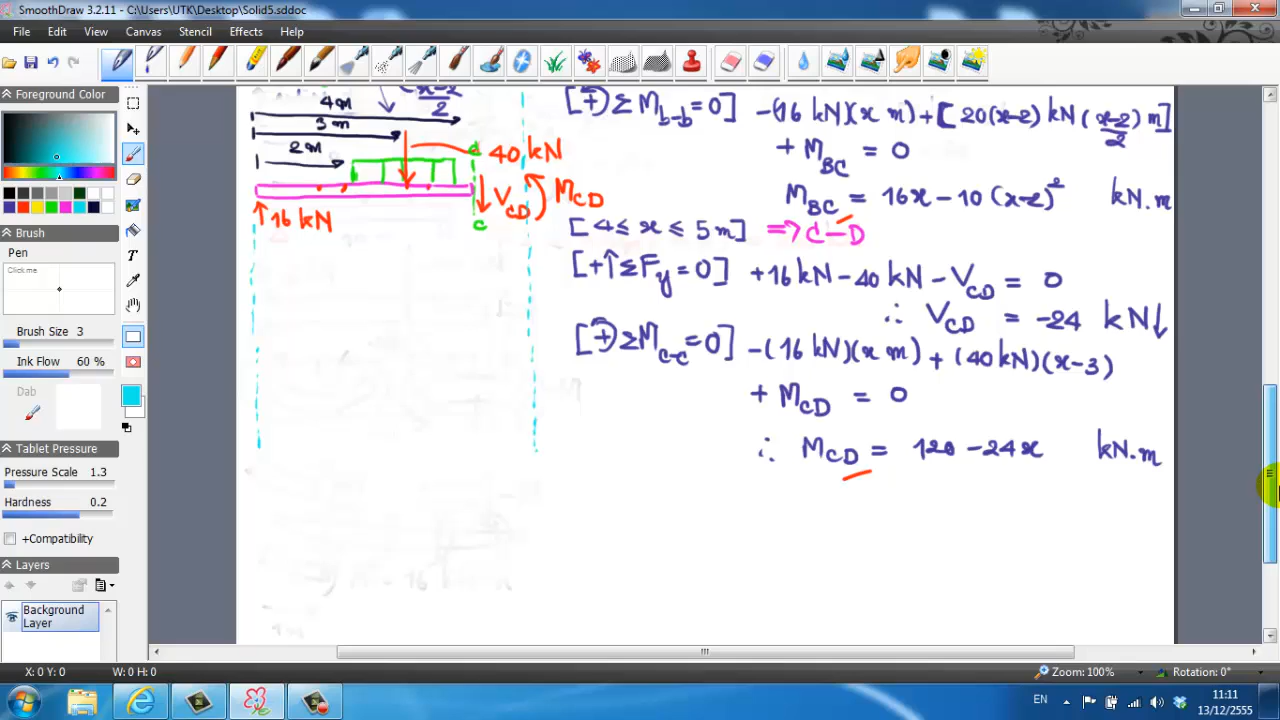 SmoothDraw 3.2.11 - C:\Users\UTK\Desktop\Solid5.sddoc
File Edit View Canvas Stencil Effects Help
Foreground Color
Brush
Pen
Click me
Brush Size 3
Ink Flow 60 %
Dab
Tablet Pressure
Pressure Scale 1.3
Hardness 0.2
+Compatibility
Layers
Background Layer
(x-2)/2
4 m
3 m
2 m
c
40 kN
V_CD
M_CD
c
16 kN
[+ΣM_b-b=0] -(16 kN)(x m)+[20(x-2) kN (x-2)/2 m]
+ M_BC = 0
M_BC = 16x - 10(x-2)² kN.m
[4 ≤ x ≤ 5 m] ⇒ C-D
[+↑ΣF_y=0] +16 kN - 40 kN - V_CD = 0
∴ V_CD = -24 kN↓
[+ΣM_c-c=0] -(16 kN)(x m) + (40 kN)(x-3)
+ M_CD = 0
∴ M_CD = 120 - 24x kN.m
X: 0 Y: 0 W: 0 H: 0 Zoom: 100% Rotation: 0°
EN 11:11
13/12/2555